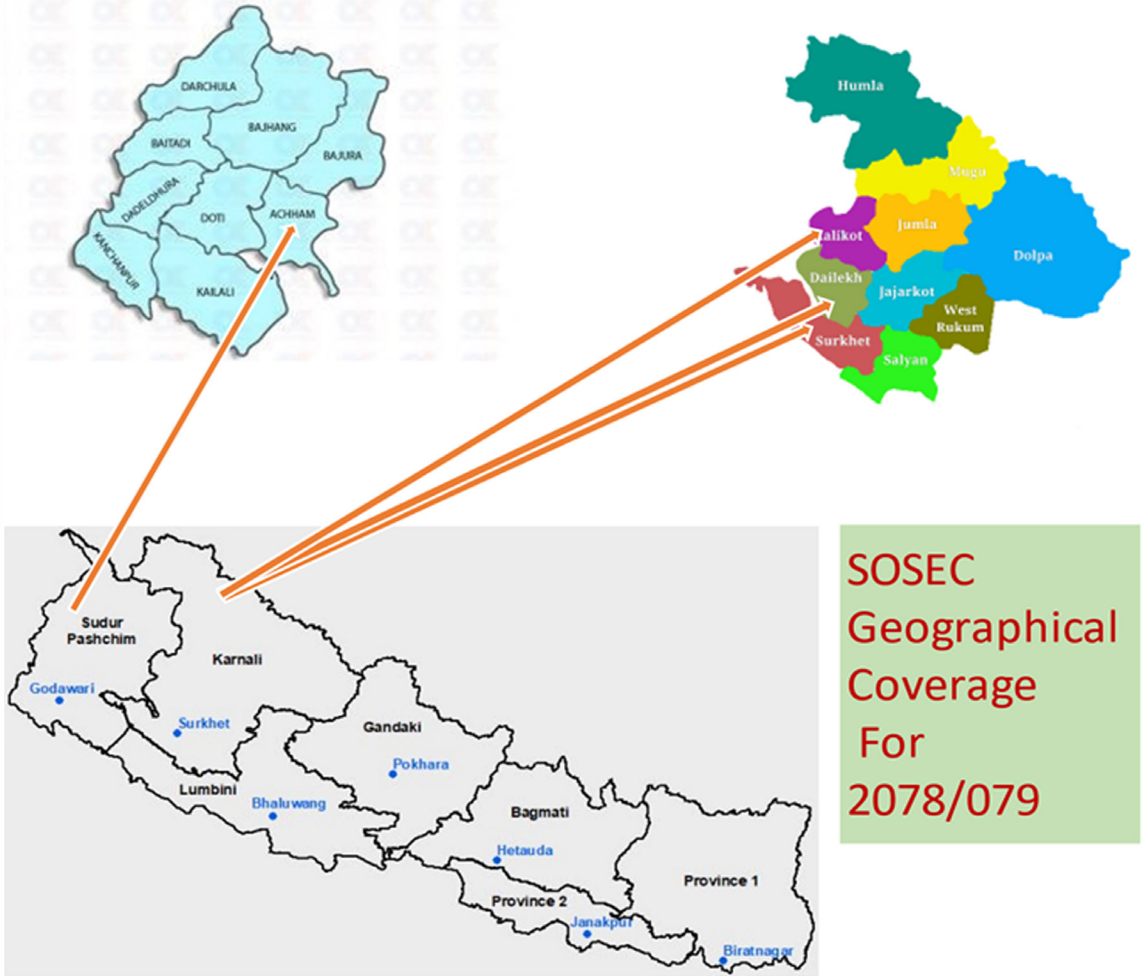 DARCHULA
BAJHANG
BAITADI
BAJURA
DADELDHURA
DOTI
ACHHAM
KANCHANPUR
KAILALI
Humla
Mugu
Jumla
alikot
Dolpa
Dailekh
Jajarkot
West
Rukum
Surkhet
Salyan
Sudur
Pashchim
Karnali
Godawari
Surkhet
Gandaki
Pokhara
Lumbini
Bhaluwang
Bagmati
Hetauda
Province 1
Province 2
Janakpur
Biratnagar
SOSEC
Geographical
Coverage
For
2078/079